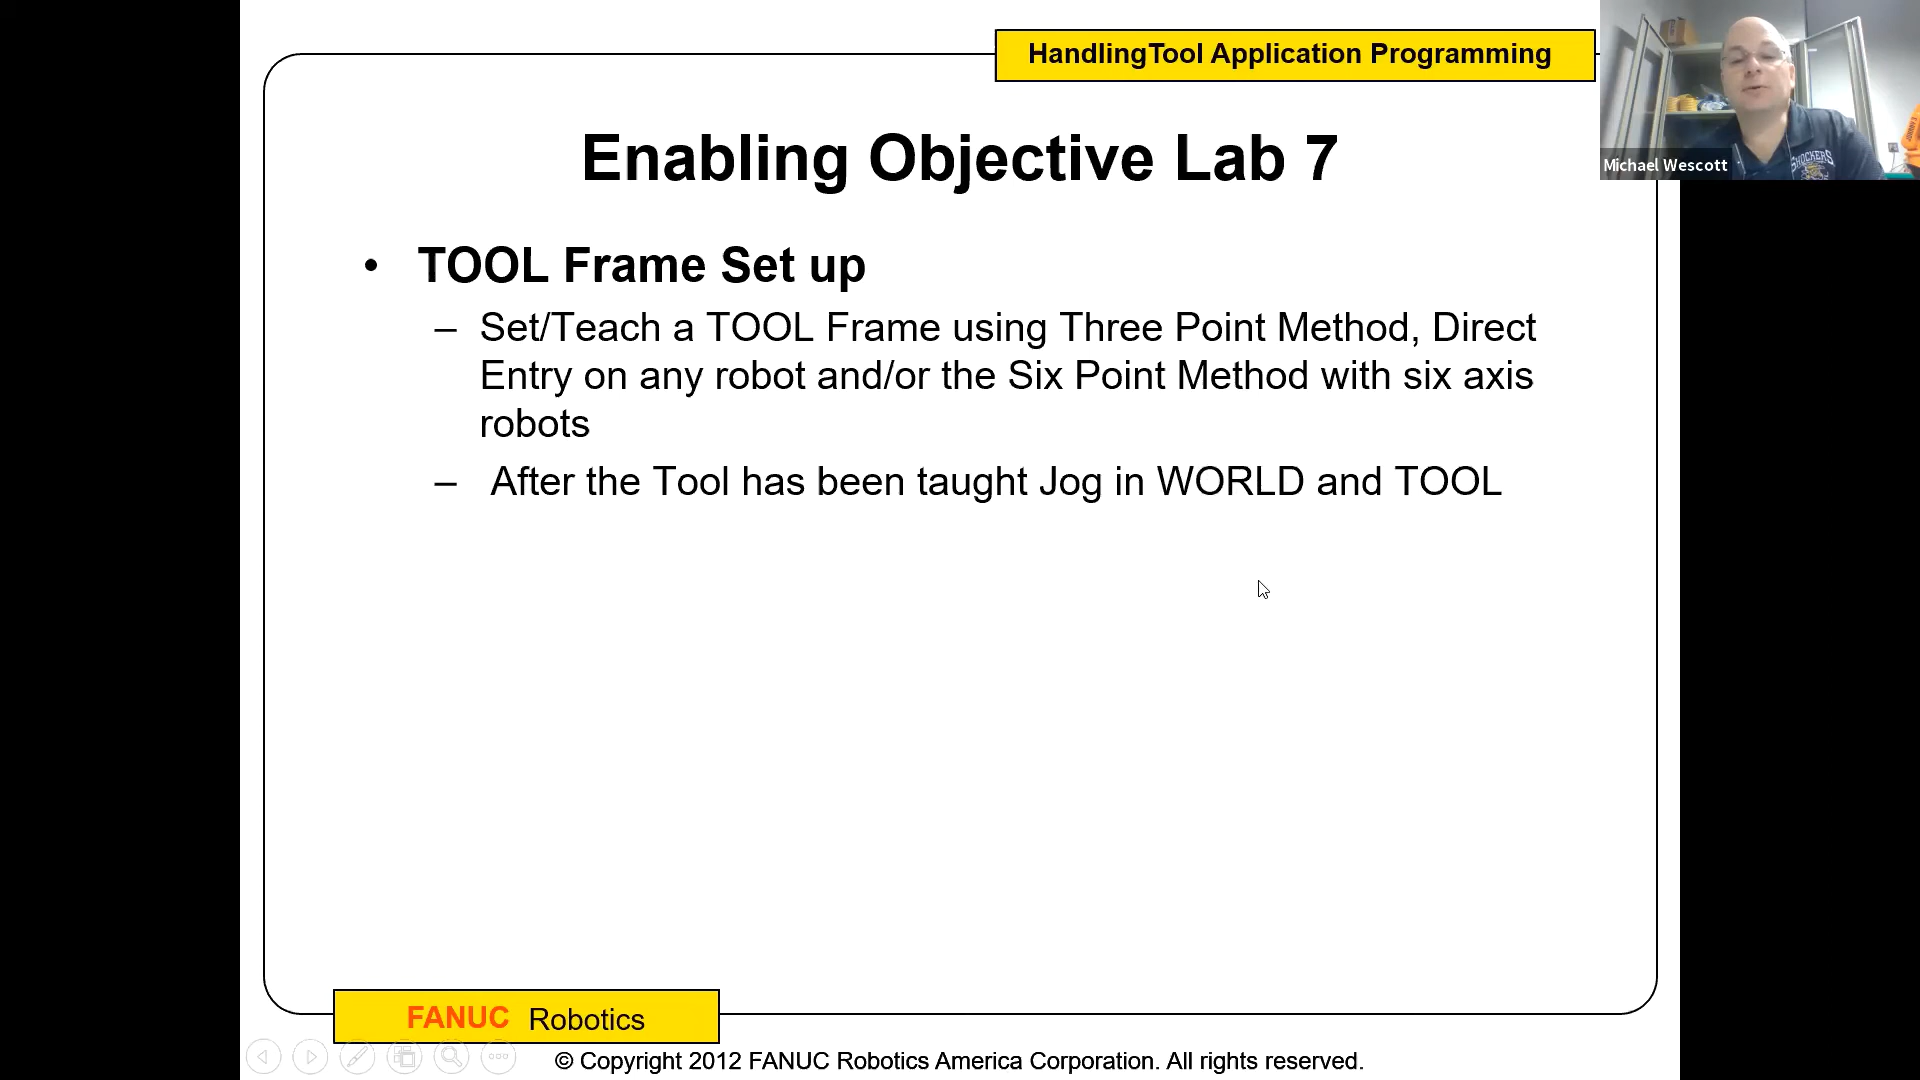 HandlingTool Application Programming
Enabling Objective Lab 7
• TOOL Frame Set up
– Set/Teach a TOOL Frame using Three Point Method, Direct
Entry on any robot and/or the Six Point Method with six axis
robots
– After the Tool has been taught Jog in WORLD and TOOL
FANUC Robotics
© Copyright 2012 FANUC Robotics America Corporation. All rights reserved.
Michael Wescott
SHOCKERS